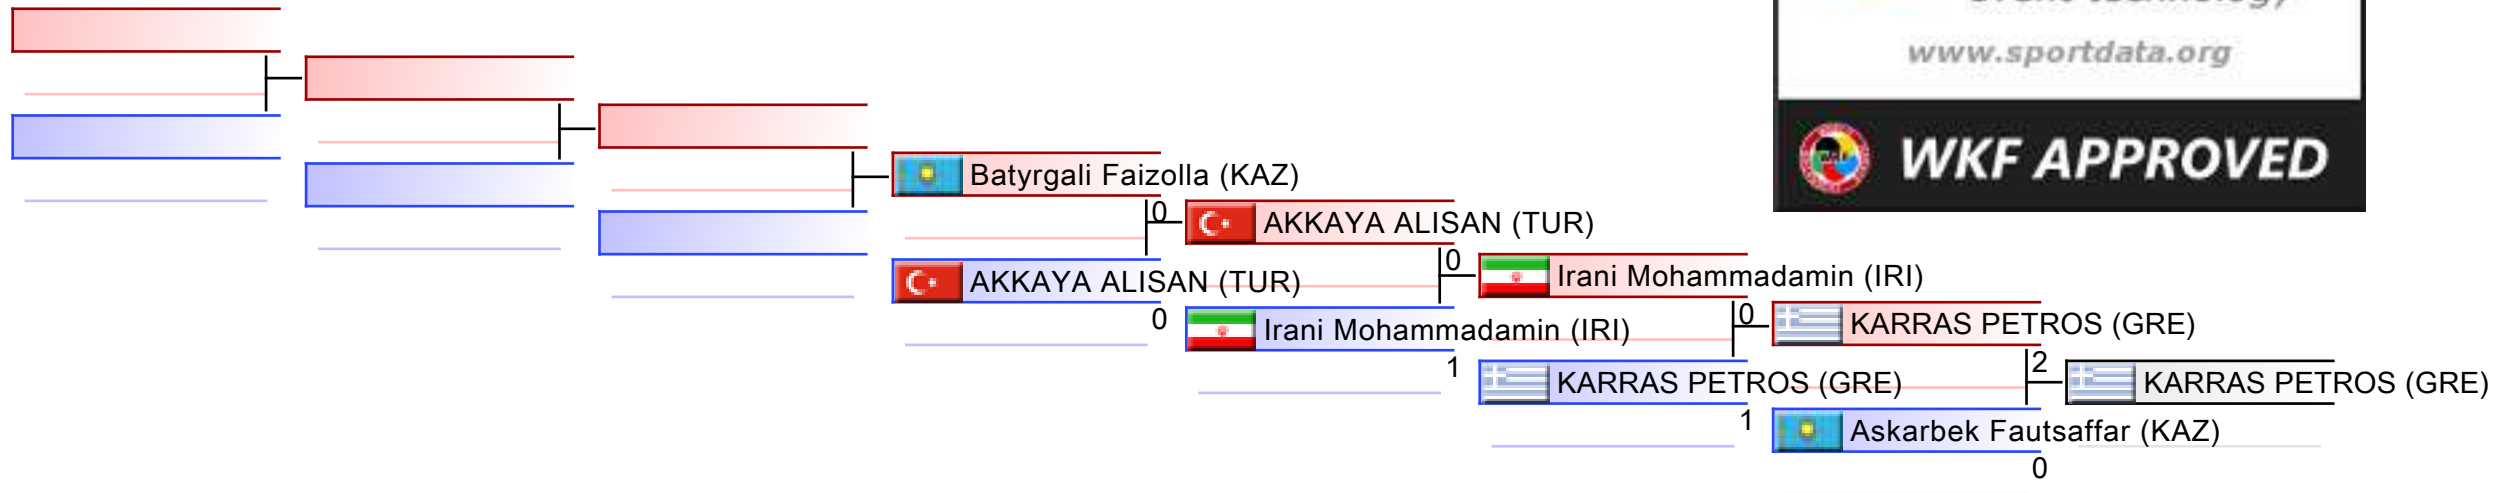 www.sportdata.org
WKF APPROVED
Batyrgali Faizolla (KAZ)
0
AKKAYA ALISAN (TUR)
0
AKKAYA ALISAN (TUR)
0
Irani Mohammadamin (IRI)
0
Irani Mohammadamin (IRI)
1
KARRAS PETROS (GRE)
2
KARRAS PETROS (GRE)
1
KARRAS PETROS (GRE)
Askarbek Fautsaffar (KAZ)
0